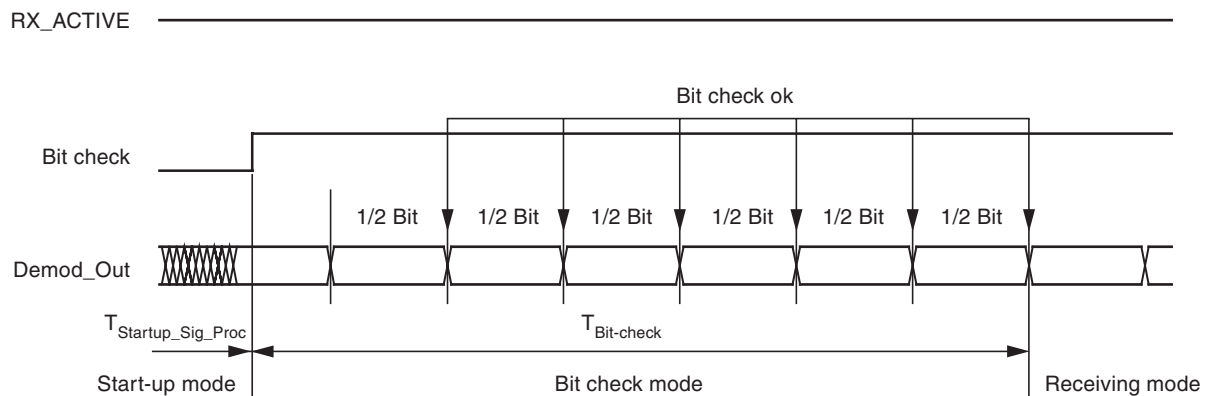 RX_ACTIVE
Bit check ok
Bit check
1/2 Bit 1/2 Bit 1/2 Bit 1/2 Bit 1/2 Bit 1/2 Bit
Demod_Out
TStartup_Sig_Proc TBit-check
Start-up mode Bit check mode Receiving mode